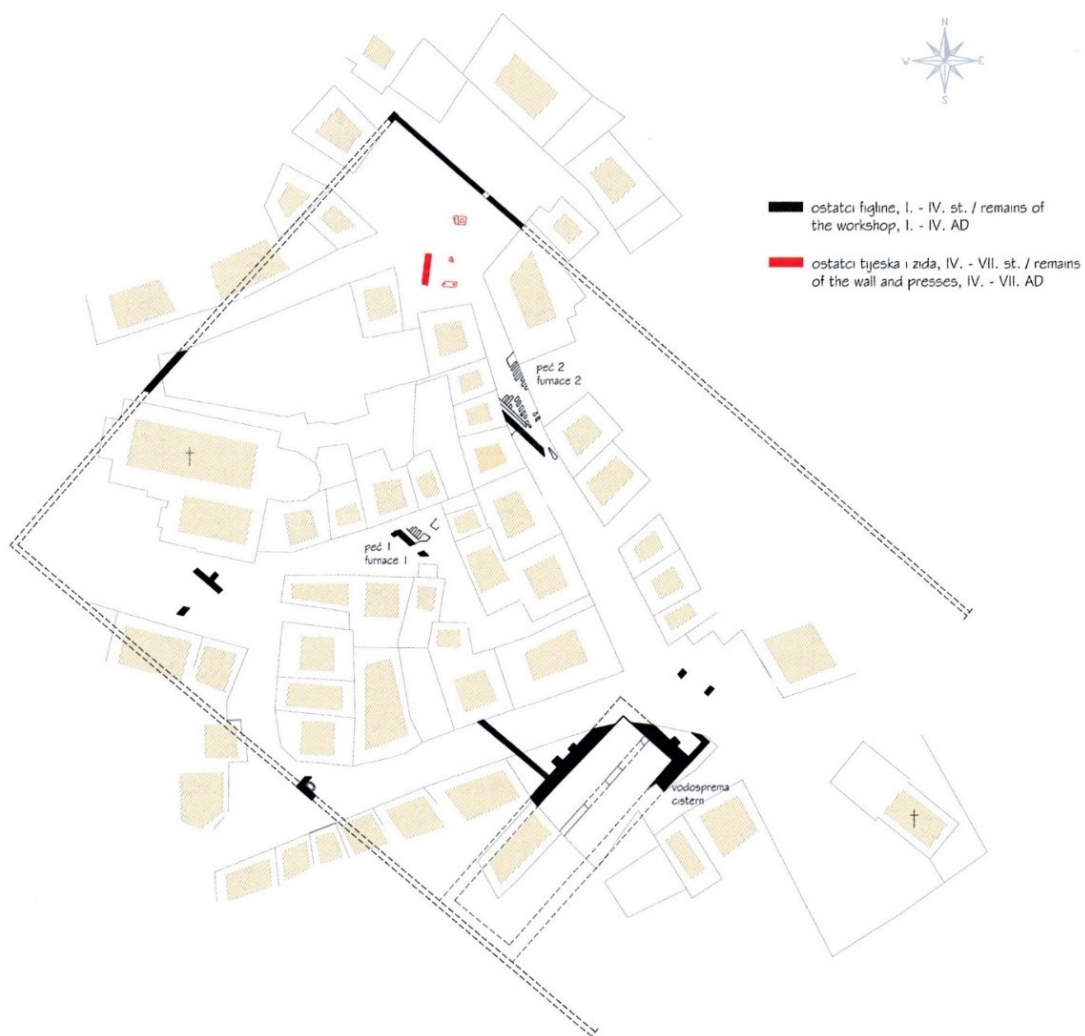 N
W E
S
ostatci figline, I. - IV. st. / remains of
the workshop, I. - IV. AD
ostatci tijeska i zida, IV. - VII. st. / remains
of the wall and presses, IV. - VII. AD
peć 2
furnace 2
peć 1
furnace 1
vodosprema
cistern